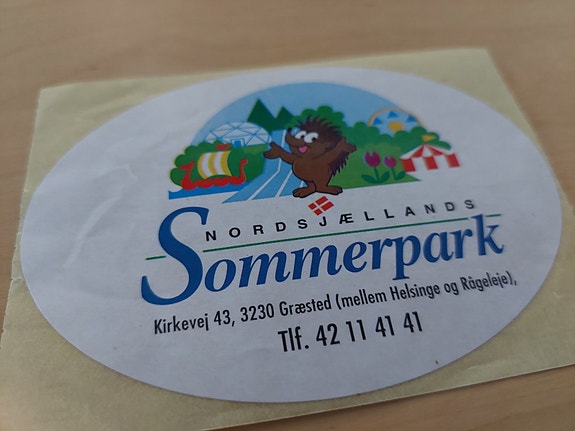 NORDSJÆLLANDS
Sommerpark
Kirkevej 43, 3230 Græsted (mellem Helsinge og Rågeleje),
Tlf. 42 11 41 41